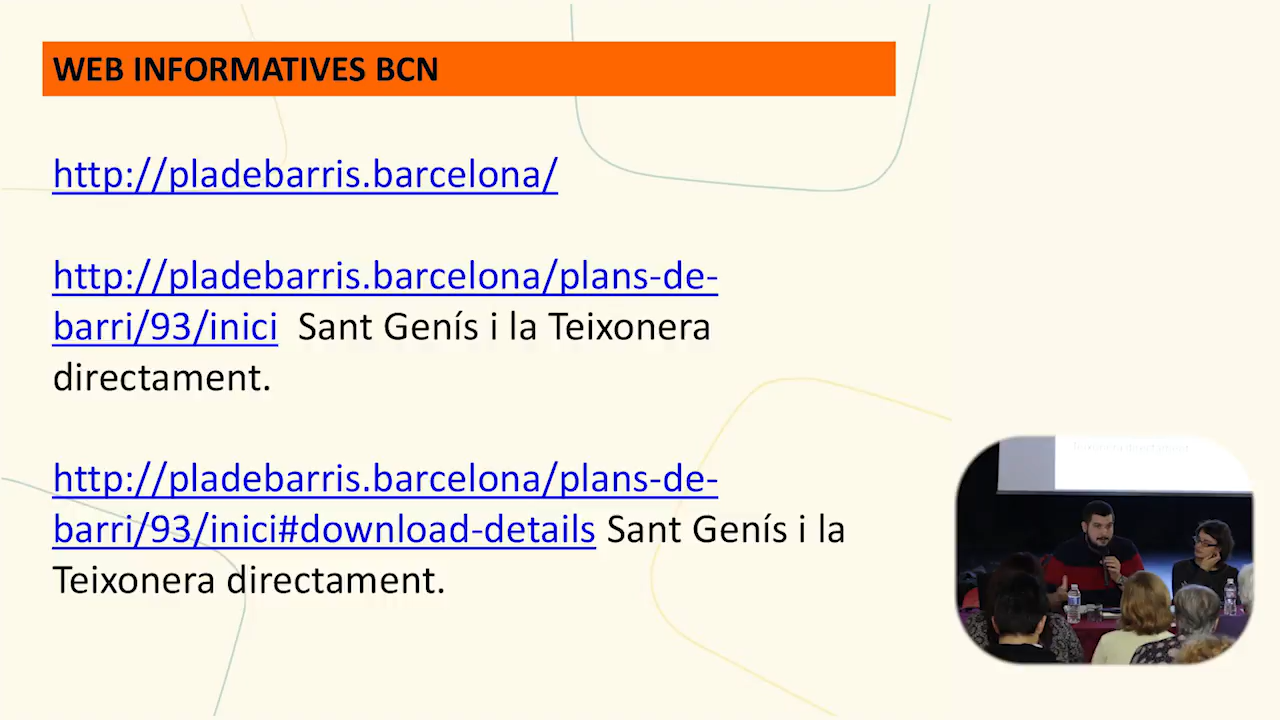 WEB INFORMATIVES BCN
http://pladebarris.barcelona/
http://pladebarris.barcelona/plans-de-
barri/93/inici Sant Genís i la Teixonera
directament.
http://pladebarris.barcelona/plans-de-
barri/93/inici#download-details Sant Genís i la
Teixonera directament.